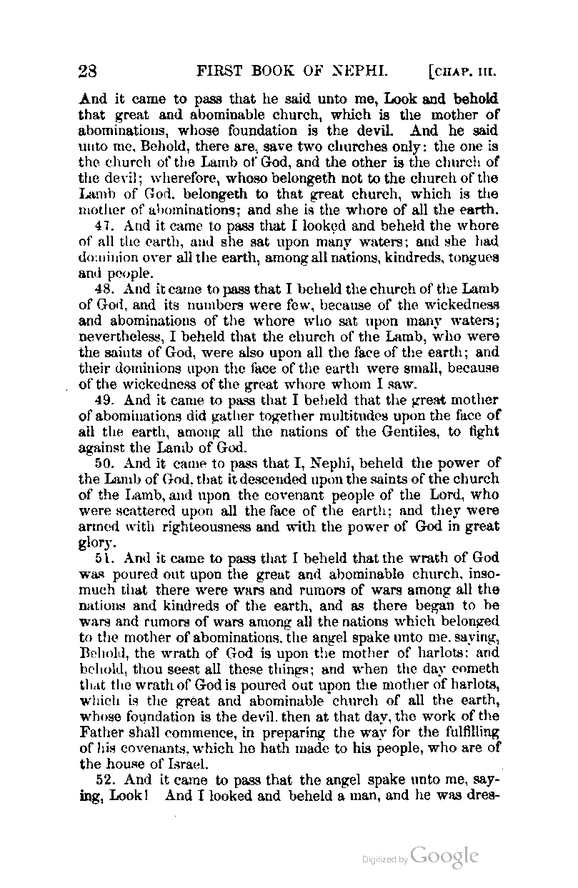 28 FIRST BOOK OF NEPHI. [CHAP. III.
And it came to pass that he said unto me, Look and behold
that great and abominable church, which is the mother of
abominations, whose foundation is the devil. And he said
unto me, Behold, there are, save two churches only: the one is
the church of the Lamb of God, and the other is the church of
the devil; wherefore, whoso belongeth not to the church of the
Lamb of God, belongeth to that great church, which is the
mother of abominations; and she is the whore of all the earth.
47. And it came to pass that I looked and beheld the whore
of all the earth, and she sat upon many waters; and she had
dominion over all the earth, among all nations, kindreds, tongues
and people.
48. And it came to pass that I beheld the church of the Lamb
of God, and its numbers were few, because of the wickedness
and abominations of the whore who sat upon many waters;
nevertheless, I beheld that the church of the Lamb, who were
the saints of God, were also upon all the face of the earth; and
their dominions upon the face of the earth were small, because
of the wickedness of the great whore whom I saw.
49. And it came to pass that I beheld that the great mother
of abominations did gather together multitudes upon the face of
all the earth, among all the nations of the Gentiles, to fight
against the Lamb of God.
50. And it came to pass that I, Nephi, beheld the power of
the Lamb of God, that it descended upon the saints of the church
of the Lamb, and upon the covenant people of the Lord, who
were scattered upon all the face of the earth; and they were
armed with righteousness and with the power of God in great
glory.
51. And it came to pass that I beheld that the wrath of God
was poured out upon the great and abominable church, inso-
much that there were wars and rumors of wars among all the
nations and kindreds of the earth, and as there began to be
wars and rumors of wars among all the nations which belonged
to the mother of abominations, the angel spake unto me, saying,
Behold, the wrath of God is upon the mother of harlots; and
behold, thou seest all these things; and when the day cometh
that the wrath of God is poured out upon the mother of harlots,
which is the great and abominable church of all the earth,
whose foundation is the devil, then at that day, the work of the
Father shall commence, in preparing the way for the fulfilling
of his covenants, which he hath made to his people, who are of
the house of Israel.
52. And it came to pass that the angel spake unto me, say-
ing, Look! And I looked and beheld a man, and he was dres-
Digitized by Google